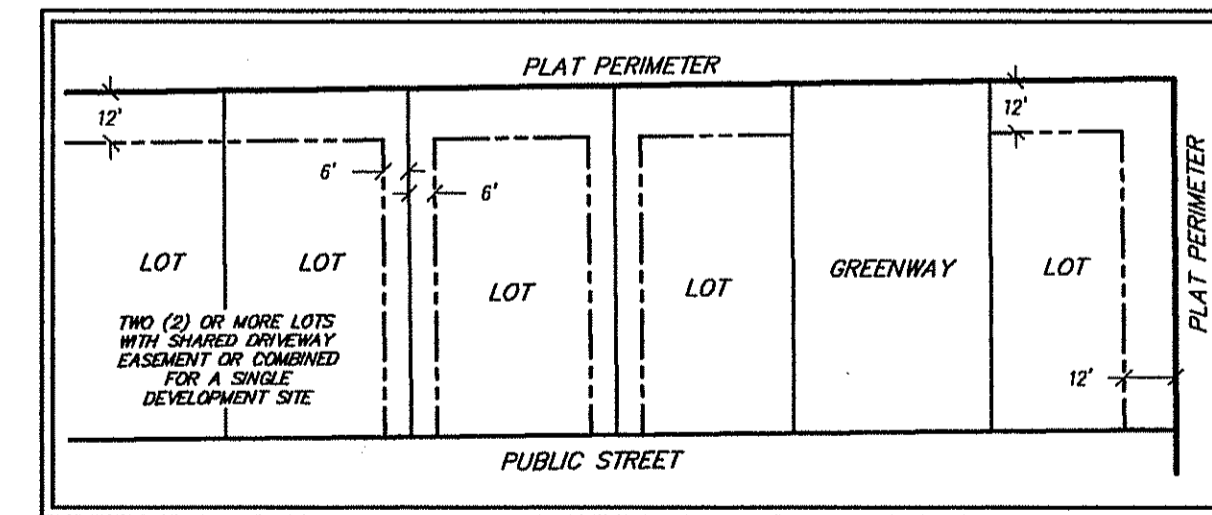 PLAT PERIMETER
12'
12'
6'
6'
PLAT PERIMETER
LOT
LOT
LOT
LOT
GREENWAY
LOT
TWO (2) OR MORE LOTS
WITH SHARED DRIVEWAY
EASEMENT OR COMBINED
FOR A SINGLE
DEVELOPMENT SITE
12'
PUBLIC STREET